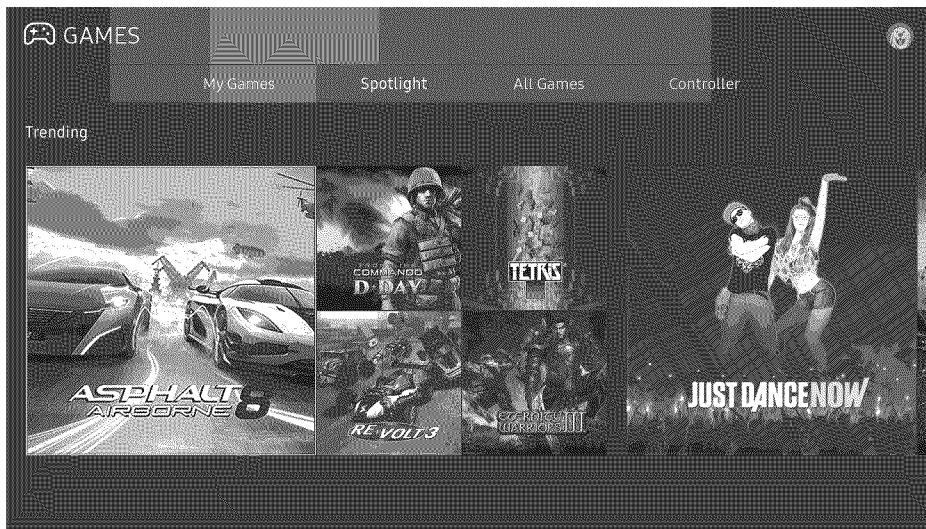 GAMES
My Games
Spotlight
All Games
Controller
Trending
ASPHALT 8
AIRBORNE
COMMANDO
D-DAY
TETRIS
RE-VOLT 3
ETERNITY
WARRIORS III
JUST DANCE NOW